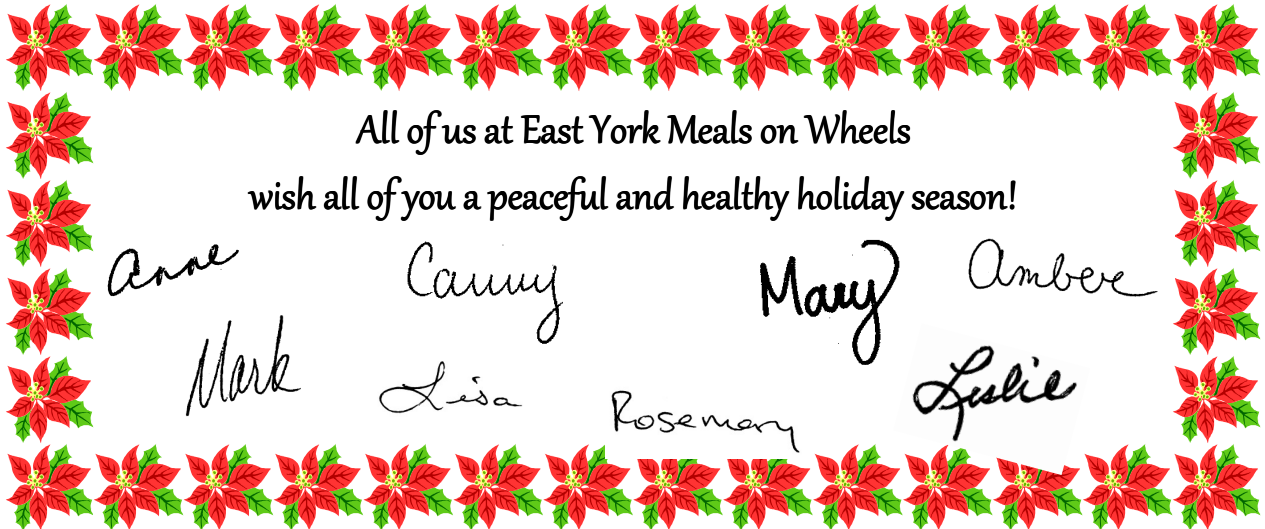 All of us at East York Meals on Wheels
wish all of you a peaceful and healthy holiday season!
Anne Mary Amber
Mark Lisa Rosemary Leslie